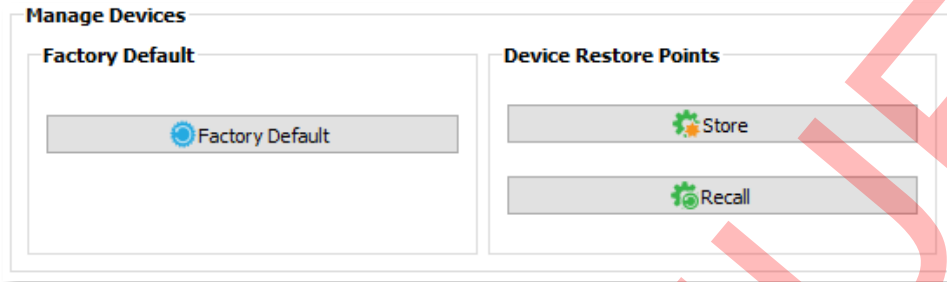 Manage Devices
Factory Default
Factory Default
Device Restore Points
Store
Recall